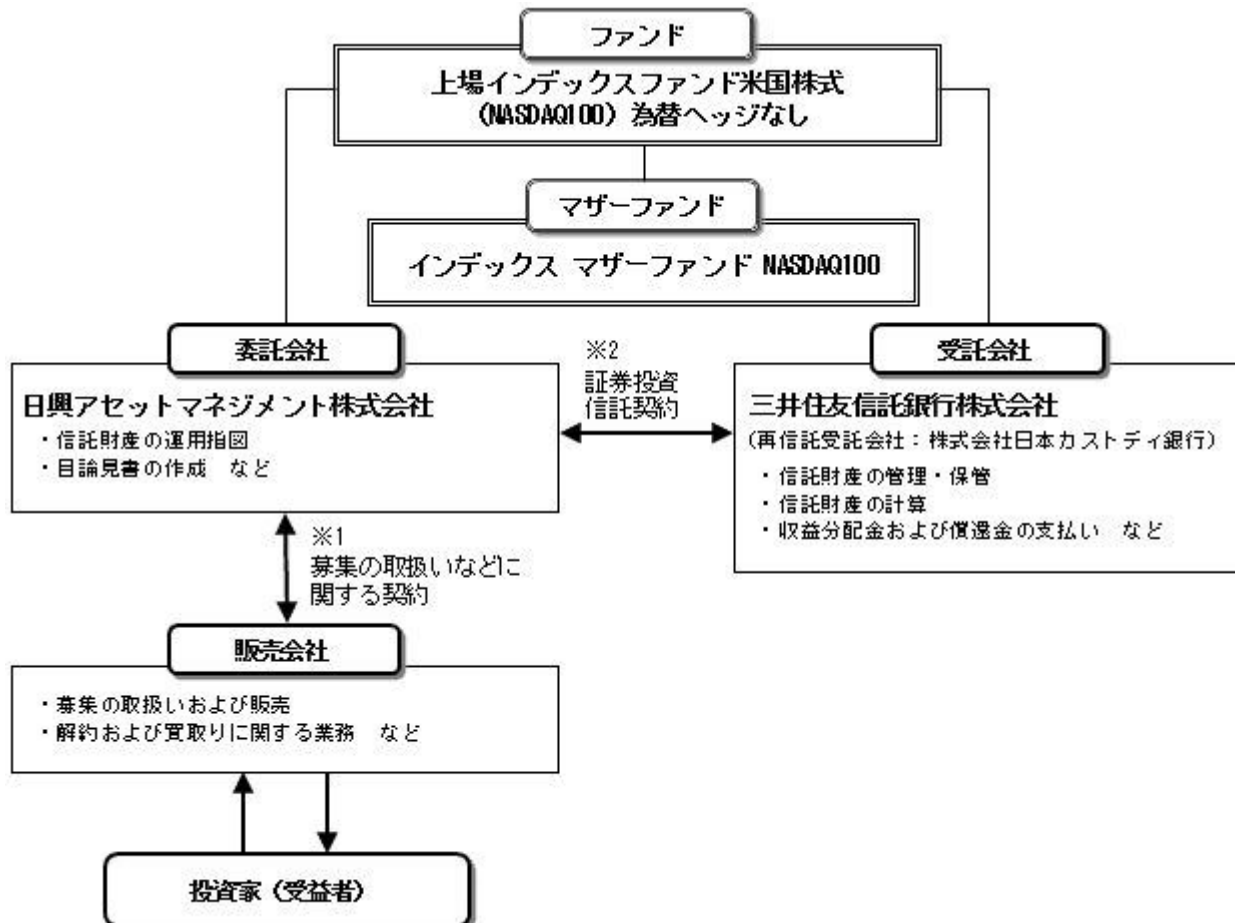 ファンド
上場インデックスファンド米国株式
（NASDAQ100）為替ヘッジなし
マザーファンド
インデックス マザーファンド NASDAQ100
委託会社
日興アセットマネジメント株式会社
・信託財産の運用指図
・目論見書の作成　など
※2
証券投資
信託契約
受託会社
三井住友信託銀行株式会社
（再信託受託会社：株式会社日本カストディ銀行）
・信託財産の管理・保管
・信託財産の計算
・収益分配金および償還金の支払い　など
※1
募集の取扱いなどに
関する契約
販売会社
・募集の取扱いおよび販売
・解約および買取りに関する業務　など
投資家（受益者）